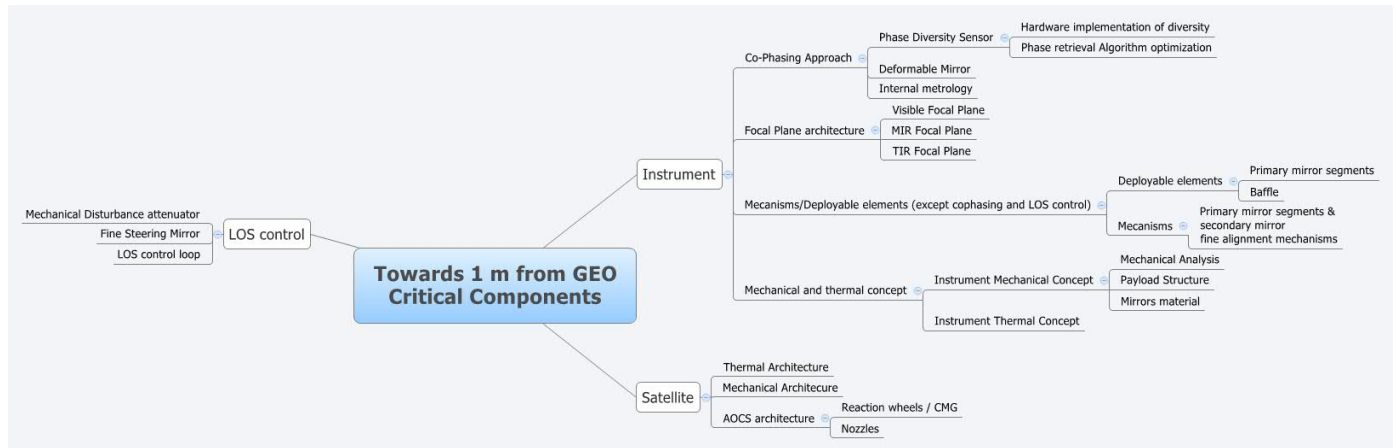 Towards 1 m from GEO
Critical Components
LOS control
Mechanical Disturbance attenuator
Fine Steering Mirror
LOS control loop
Instrument
Co-Phasing Approach
Phase Diversity Sensor
Hardware implementation of diversity
Phase retrieval Algorithm optimization
Deformable Mirror
Internal metrology
Focal Plane architecture
Visible Focal Plane
MIR Focal Plane
TIR Focal Plane
Mecanisms/Deployable elements (except cophasing and LOS control)
Deployable elements
Primary mirror segments
Baffle
Mecanisms
Primary mirror segments &
secondary mirror
fine alignment mechanisms
Mechanical and thermal concept
Instrument Mechanical Concept
Mechanical Analysis
Payload Structure
Mirrors material
Instrument Thermal Concept
Satellite
Thermal Architecture
Mechanical Architecure
AOCS architecture
Reaction wheels / CMG
Nozzles